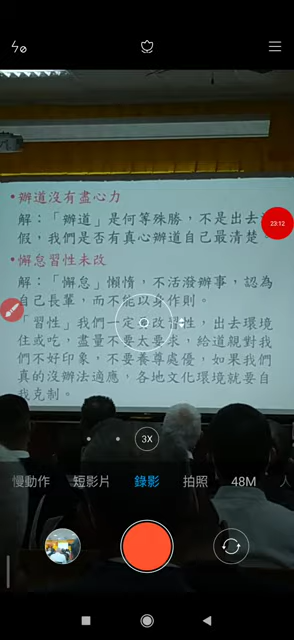 辦道沒有盡心力
解：「辦道」是何等殊勝，不是出去
假，我們是否有真心辦道自己最清楚
23:12
懈怠習性未改
解：「懈怠」懶惰，不活潑辦事，認為
自己長輩，而不能以身作則。
「習性」我們一定 改習性，出去環境
住或吃，盡量不要太要求，給道親對我
們不好印象，不要養尊處優，如果我們
真的沒辦法適應，各地文化環境就要自
我克制。
3X
慢動作 短影片 錄影 拍照 48M 人